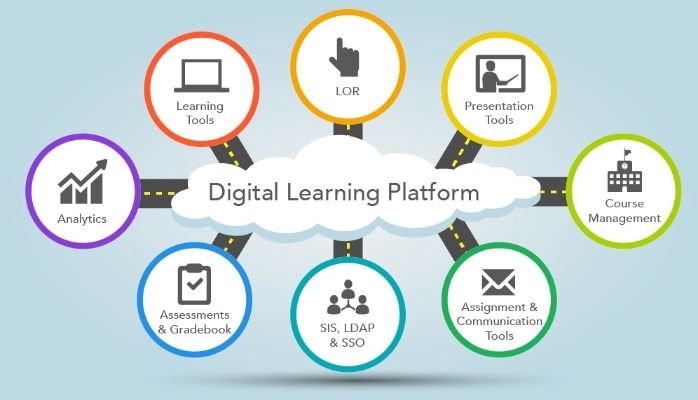 Learning
Tools
LOR
Presentation
Tools
Analytics
Digital Learning Platform
Course
Management
Assessments
& Gradebook
SIS, LDAP
& SSO
Assignment &
Communication
Tools